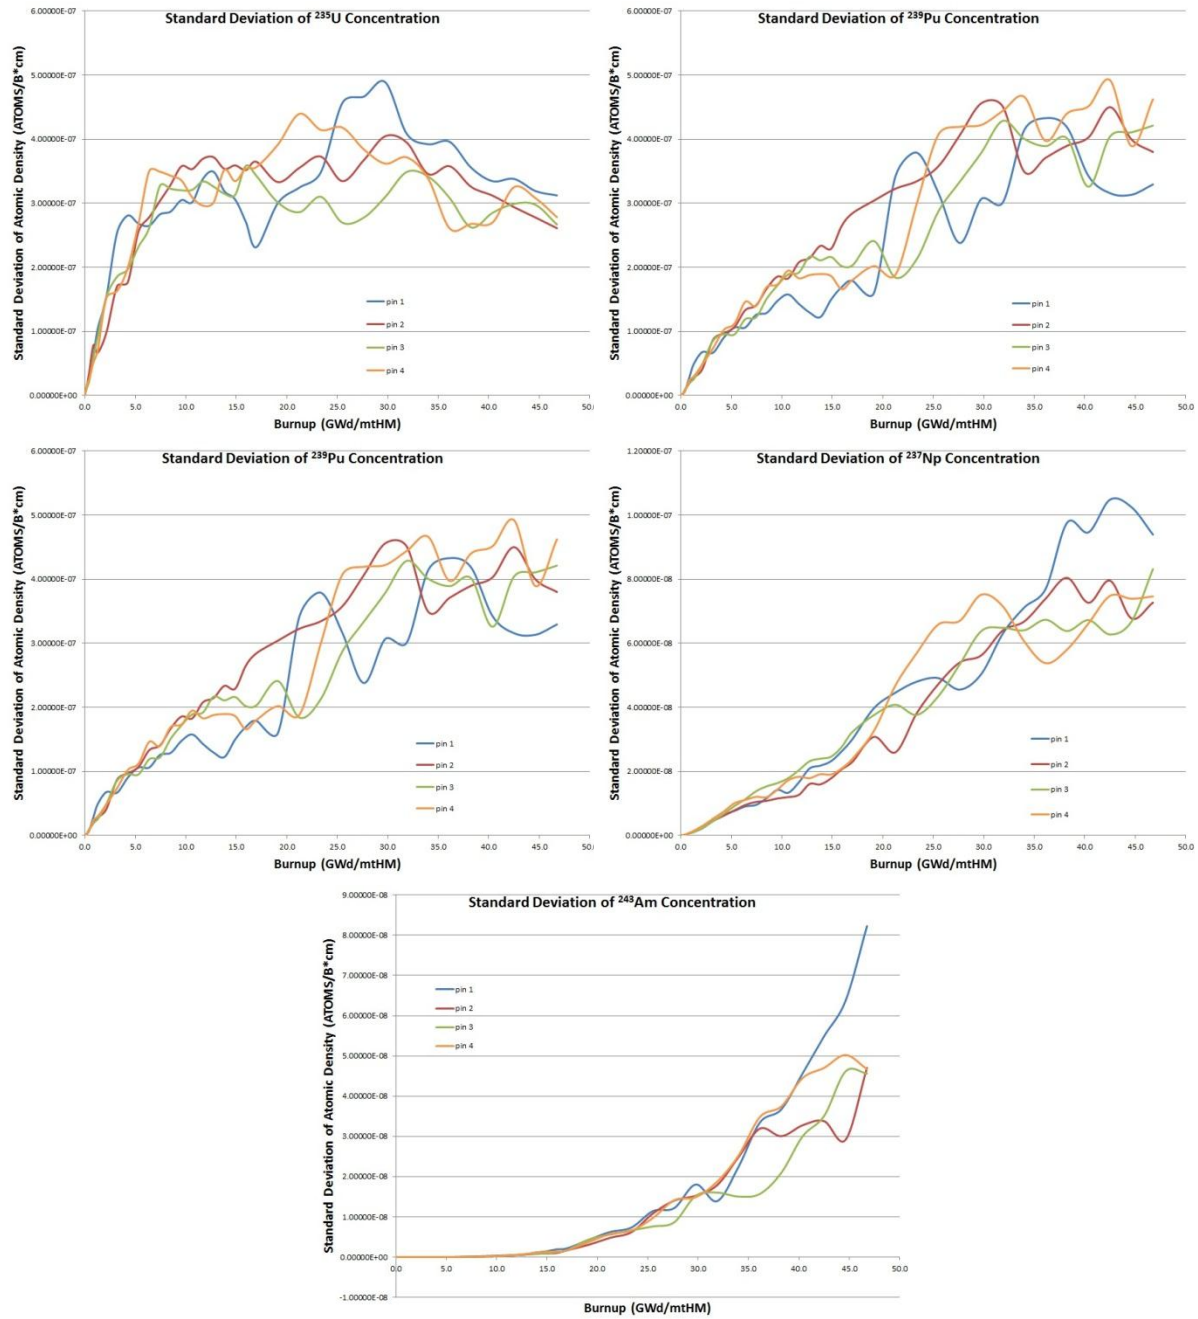 Standard Deviation of ²³⁵U Concentration
Standard Deviation of Atomic Density (ATOMS/B*cm)
6.00000E-07
5.00000E-07
4.00000E-07
3.00000E-07
2.00000E-07
1.00000E-07
0.00000E+00
pin 1
pin 2
pin 3
pin 4
0.0 5.0 10.0 15.0 20.0 25.0 30.0 35.0 40.0 45.0 50.0
Burnup (GWd/mtHM)
Standard Deviation of ²³⁹Pu Concentration
Standard Deviation of Atomic Density (ATOMS/B*cm)
6.00000E-07
5.00000E-07
4.00000E-07
3.00000E-07
2.00000E-07
1.00000E-07
0.00000E+00
pin 1
pin 2
pin 3
pin 4
0.0 5.0 10.0 15.0 20.0 25.0 30.0 35.0 40.0 45.0 50.0
Burnup (GWd/mtHM)
Standard Deviation of ²³⁹Pu Concentration
Standard Deviation of Atomic Density (ATOMS/B*cm)
6.00000E-07
5.00000E-07
4.00000E-07
3.00000E-07
2.00000E-07
1.00000E-07
0.00000E+00
pin 1
pin 2
pin 3
pin 4
0.0 5.0 10.0 15.0 20.0 25.0 30.0 35.0 40.0 45.0 50.0
Burnup (GWd/mtHM)
Standard Deviation of ²³⁷Np Concentration
Standard Deviation of Atomic Density (ATOMS/B*cm)
1.20000E-07
1.00000E-07
8.00000E-08
6.00000E-08
4.00000E-08
2.00000E-08
0.00000E+00
pin 1
pin 2
pin 3
pin 4
0.0 5.0 10.0 15.0 20.0 25.0 30.0 35.0 40.0 45.0 50.0
Burnup (GWd/mtHM)
Standard Deviation of ²⁴³Am Concentration
Standard Deviation of Atomic Density (ATOMS/B*cm)
9.00000E-08
8.00000E-08
7.00000E-08
6.00000E-08
5.00000E-08
4.00000E-08
3.00000E-08
2.00000E-08
1.00000E-08
0.00000E+00
-1.00000E-08
pin 1
pin 2
pin 3
pin 4
0.0 5.0 10.0 15.0 20.0 25.0 30.0 35.0 40.0 45.0 50.0
Burnup (GWd/mtHM)